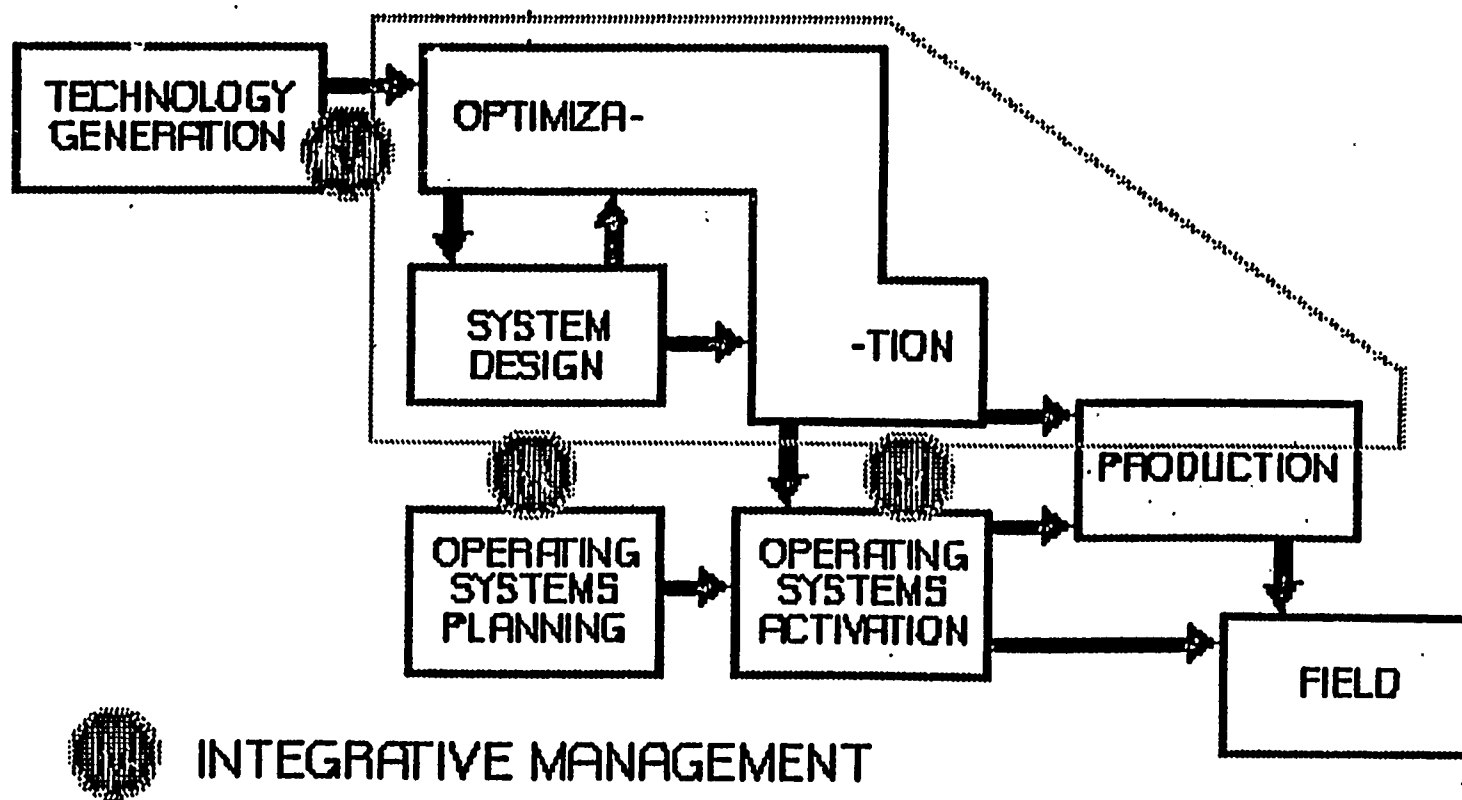 TECHNOLOGY
GENERATION
OPTIMIZA-
SYSTEM
DESIGN
-TION
PRODUCTION
OPERATING
SYSTEMS
PLANNING
OPERATING
SYSTEMS
ACTIVATION
FIELD
INTEGRATIVE MANAGEMENT